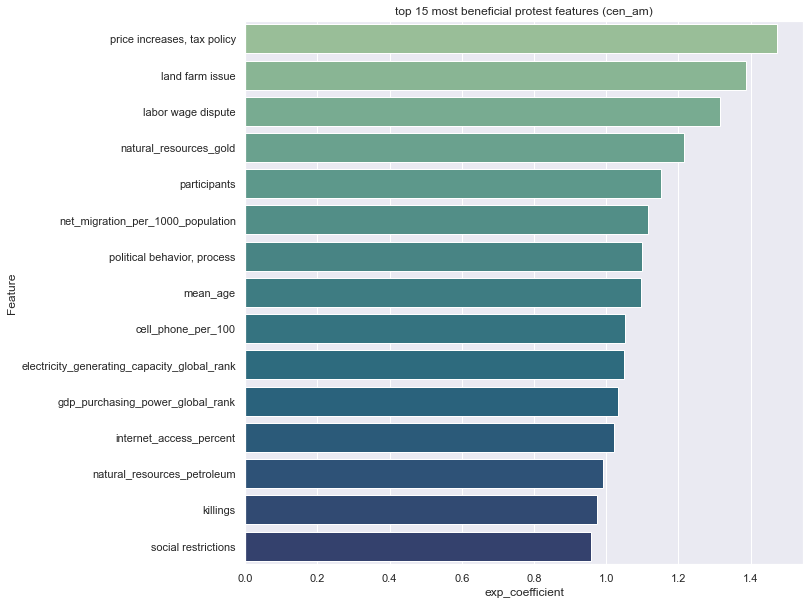 top 15 most beneficial protest features (cen_am)
Feature
price increases, tax policy
land farm issue
labor wage dispute
natural_resources_gold
participants
net_migration_per_1000_population
political behavior, process
mean_age
cell_phone_per_100
electricity_generating_capacity_global_rank
gdp_purchasing_power_global_rank
internet_access_percent
natural_resources_petroleum
killings
social restrictions
0.0 0.2 0.4 0.6 0.8 1.0 1.2 1.4
exp_coefficient